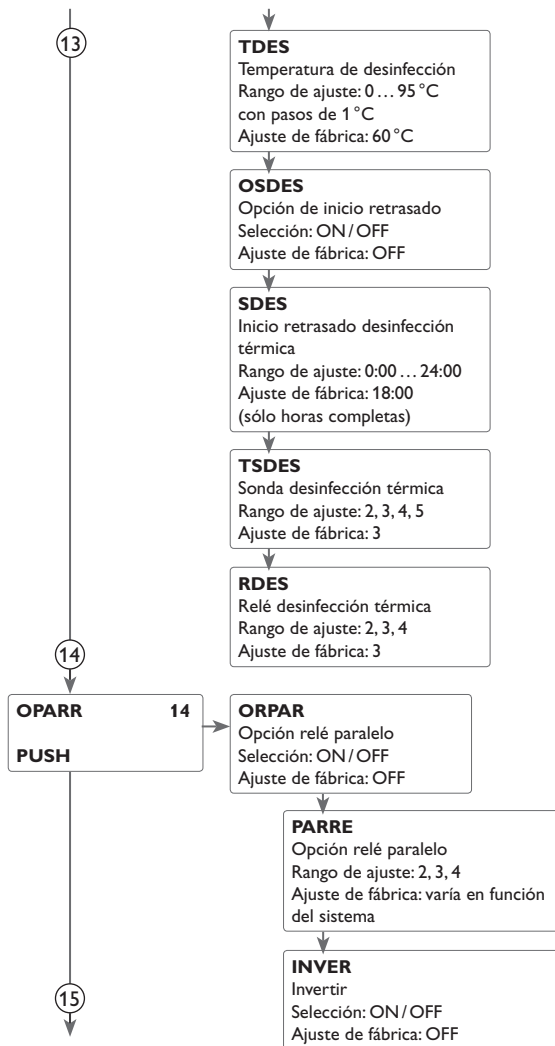 13
TDES
Temperatura de desinfección
Rango de ajuste: 0 … 95 °C
con pasos de 1 °C
Ajuste de fábrica: 60 °C
OSDES
Opción de inicio retrasado
Selección: ON / OFF
Ajuste de fábrica: OFF
SDES
Inicio retrasado desinfección
térmica
Rango de ajuste: 0:00 … 24:00
Ajuste de fábrica: 18:00
(sólo horas completas)
TSDES
Sonda desinfección térmica
Rango de ajuste: 2, 3, 4, 5
Ajuste de fábrica: 3
RDES
Relé desinfección térmica
Rango de ajuste: 2, 3, 4
Ajuste de fábrica: 3
14
OPARR 14
PUSH
ORPAR
Opción relé paralelo
Selección: ON / OFF
Ajuste de fábrica: OFF
PARRE
Opción relé paralelo
Rango de ajuste: 2, 3, 4
Ajuste de fábrica: varía en función
del sistema
INVER
Invertir
Selección: ON / OFF
Ajuste de fábrica: OFF
15